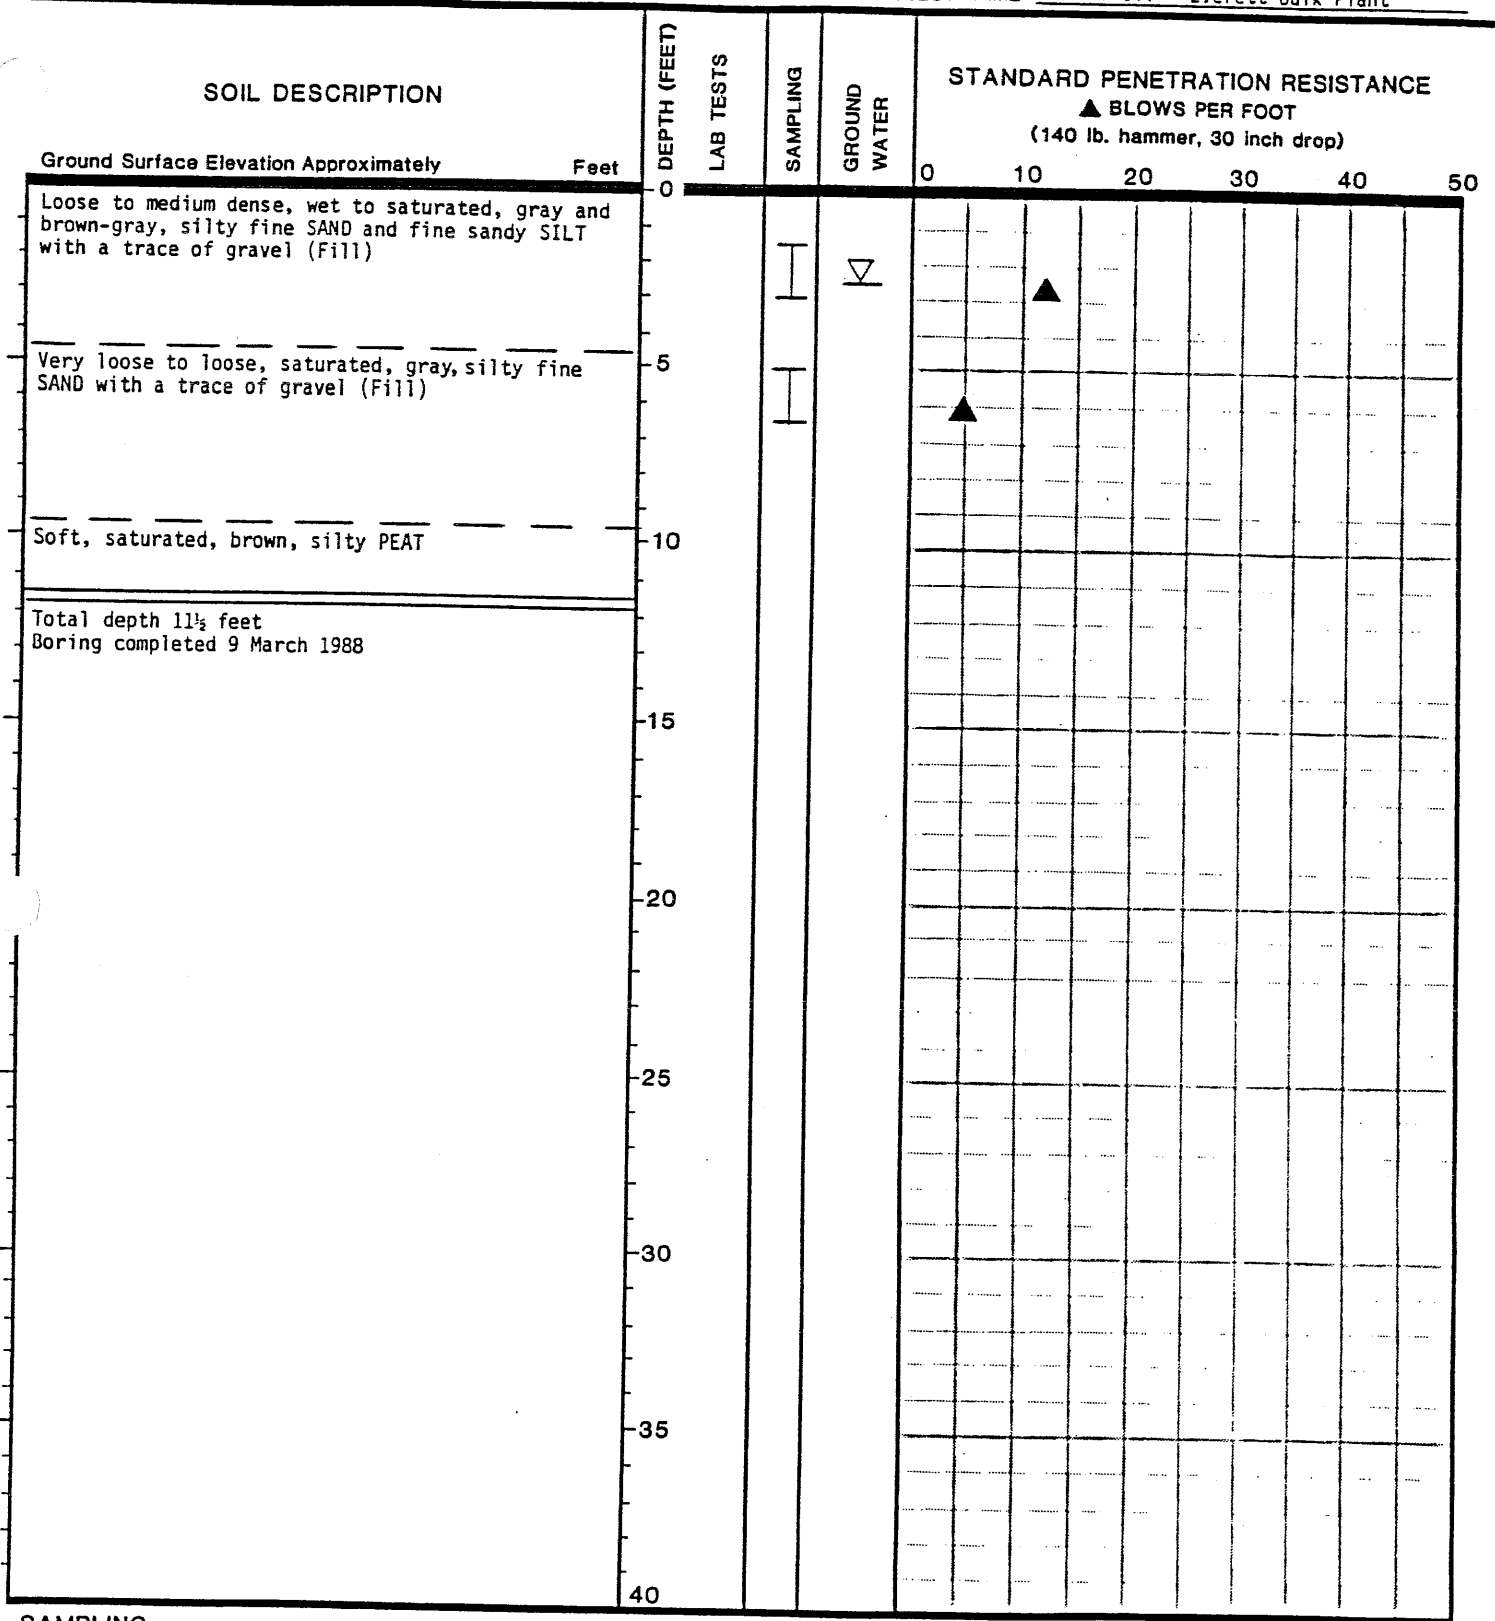 Everett Bulk Plant
SOIL DESCRIPTION
Ground Surface Elevation Approximately Feet
DEPTH (FEET)
LAB TESTS
SAMPLING
GROUND
WATER
STANDARD PENETRATION RESISTANCE
▲ BLOWS PER FOOT
(140 lb. hammer, 30 inch drop)
0 10 20 30 40 50
0
Loose to medium dense, wet to saturated, gray and
brown-gray, silty fine SAND and fine sandy SILT
with a trace of gravel (Fill)
5
Very loose to loose, saturated, gray, silty fine
SAND with a trace of gravel (Fill)
10
Soft, saturated, brown, silty PEAT
Total depth 11½ feet
Boring completed 9 March 1988
15
20
25
30
35
40
SAMPLING